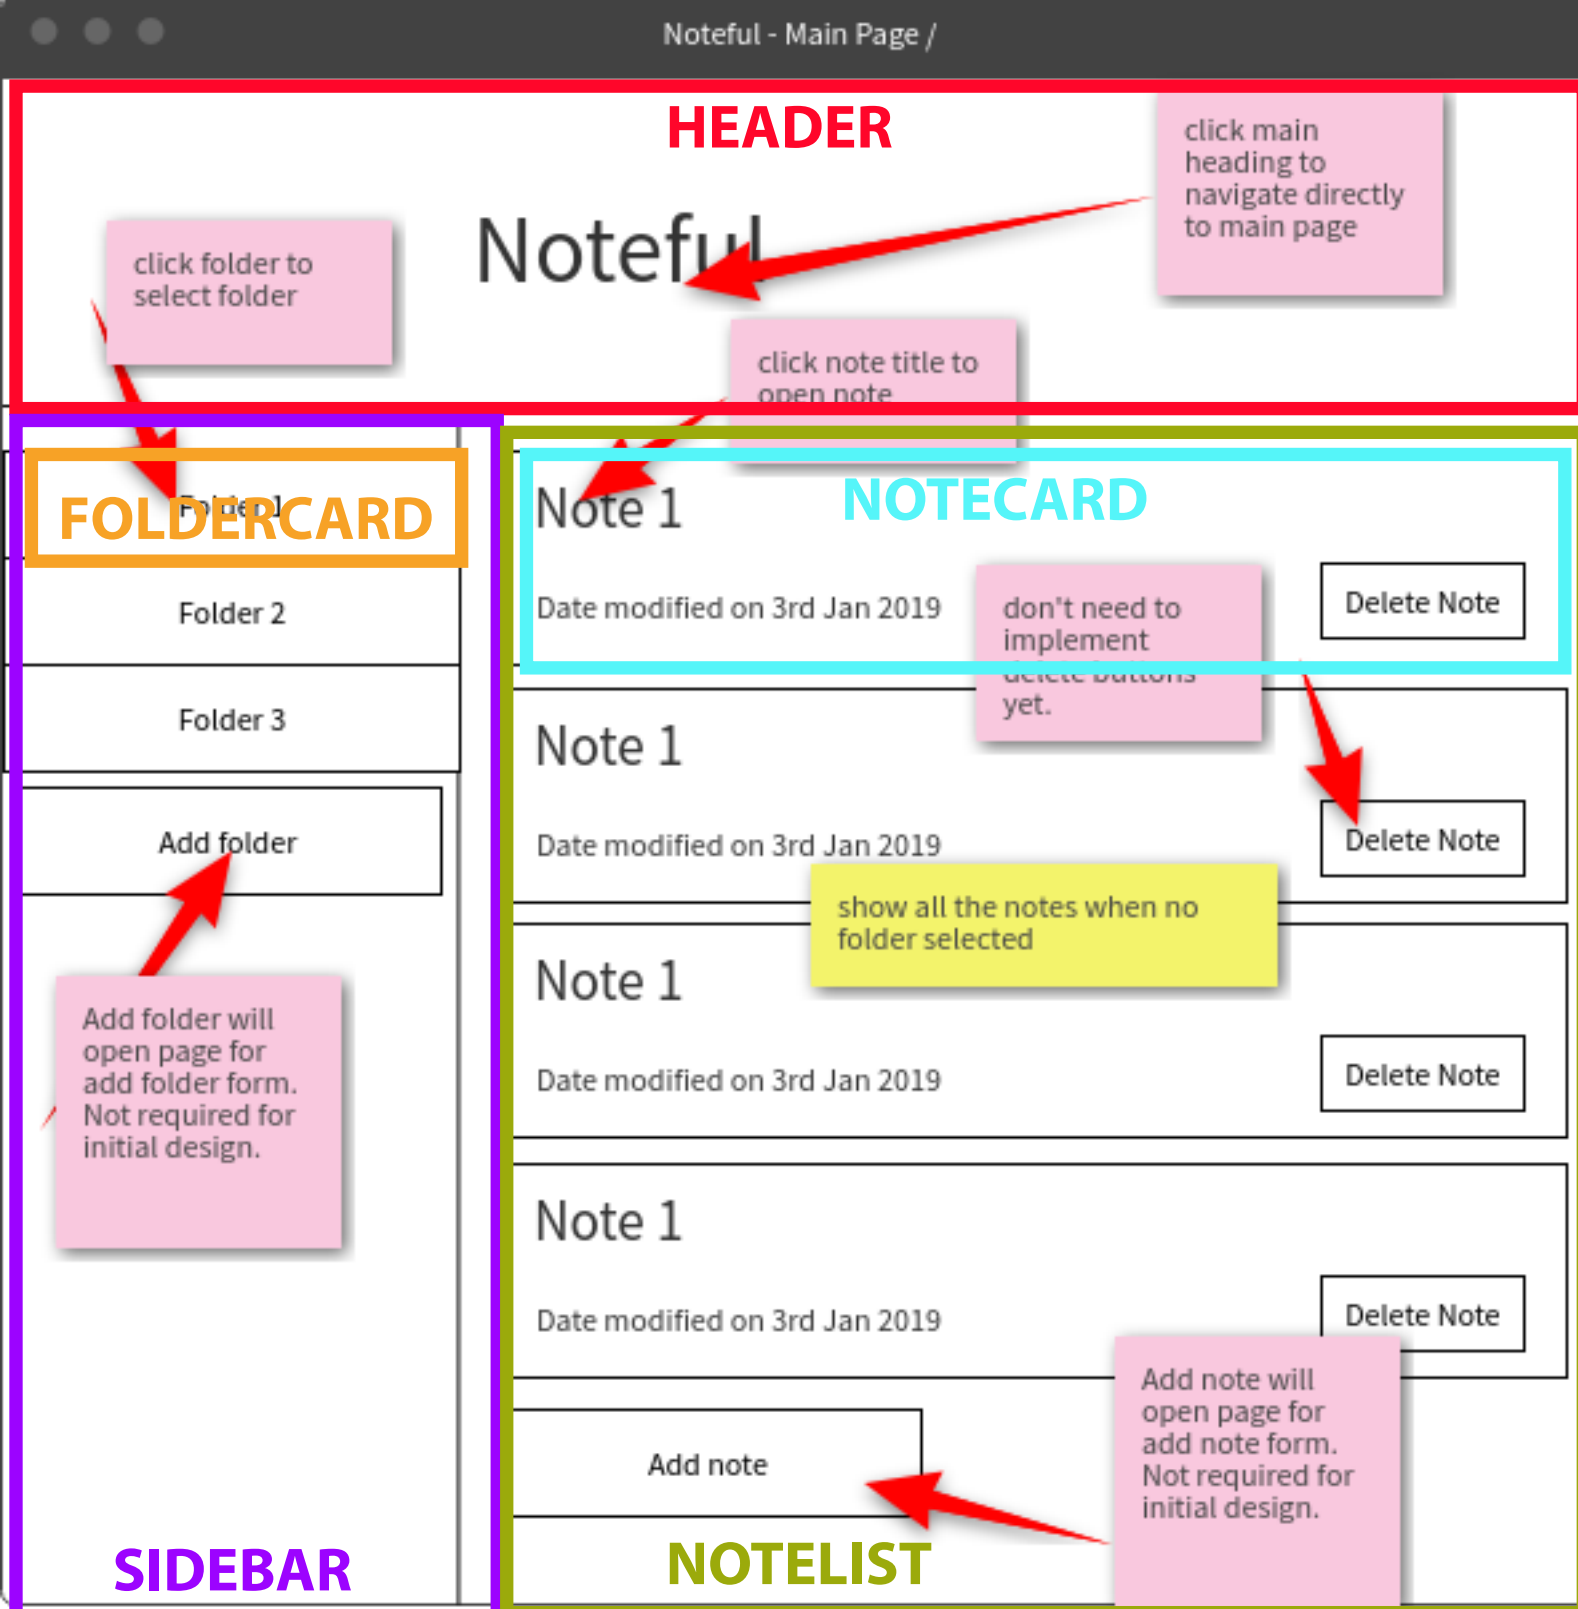 Noteful - Main Page /
HEADER
click main
heading to
navigate directly
to main page
Noteful
click folder to
select folder
click note title to
open note
FOLDERCARD
Folder 1
Folder 2
Folder 3
Add folder
Add folder will
open page for
add folder form.
Not required for
initial design.
SIDEBAR
NOTECARD
Note 1
Date modified on 3rd Jan 2019
Delete Note
don't need to
implement
delete buttons
yet.
Note 1
Date modified on 3rd Jan 2019
Delete Note
show all the notes when no
folder selected
Note 1
Date modified on 3rd Jan 2019
Delete Note
Note 1
Date modified on 3rd Jan 2019
Delete Note
Add note will
open page for
add note form.
Not required for
initial design.
Add note
NOTELIST